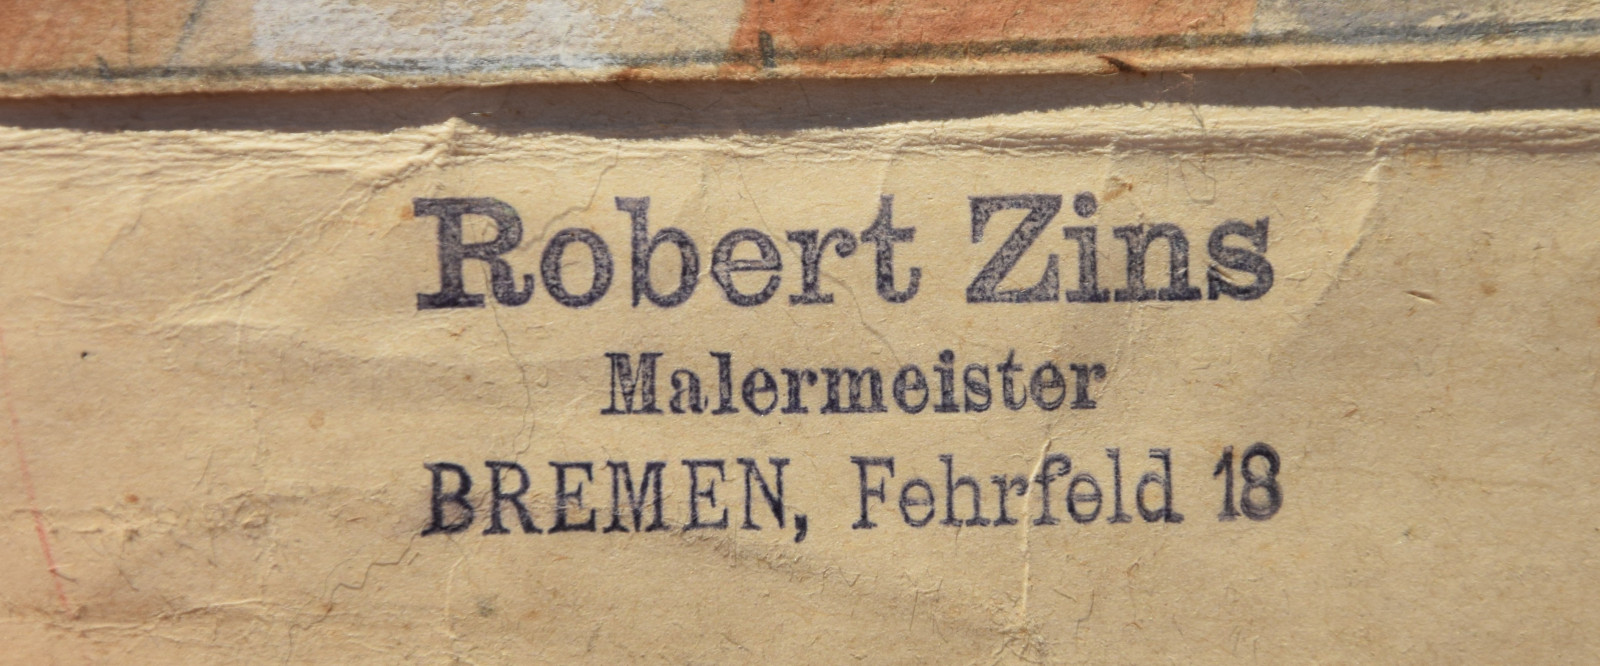 Robert Zins
Malermeister
BREMEN, Fehrfeld 18